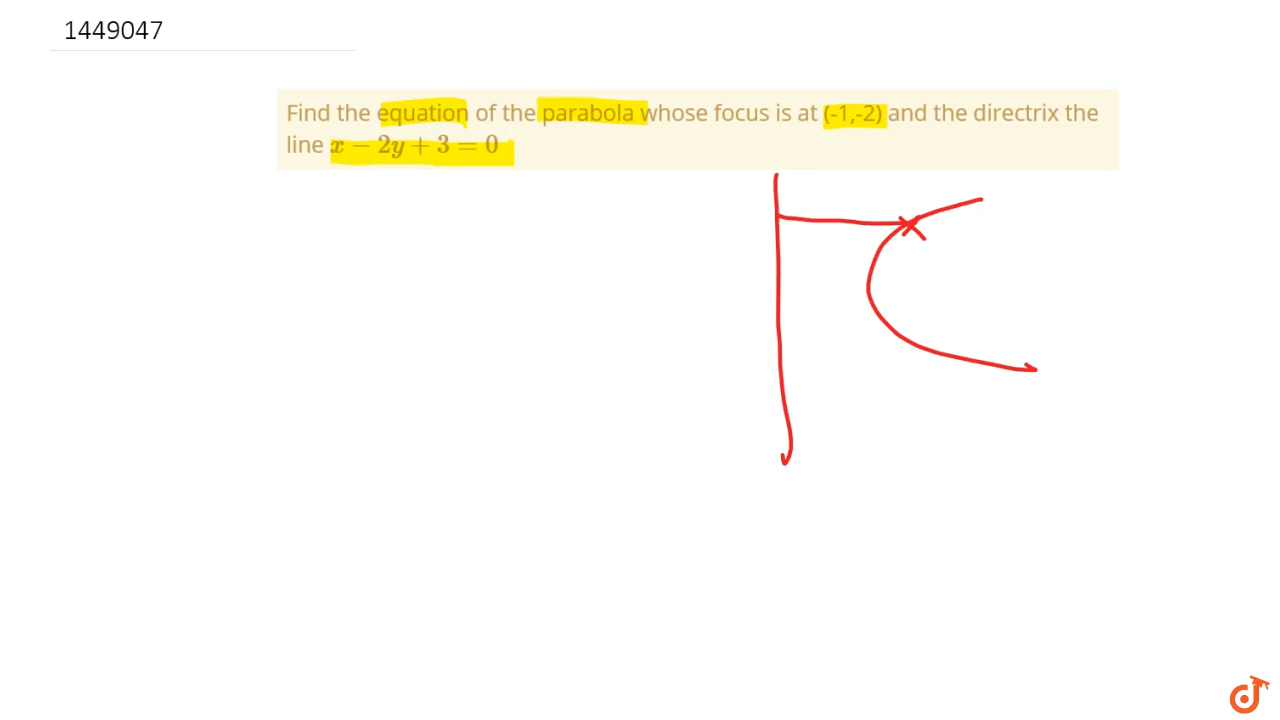 1449047
Find the equation of the parabola whose focus is at (-1,-2) and the directrix the
line x − 2y + 3 = 0